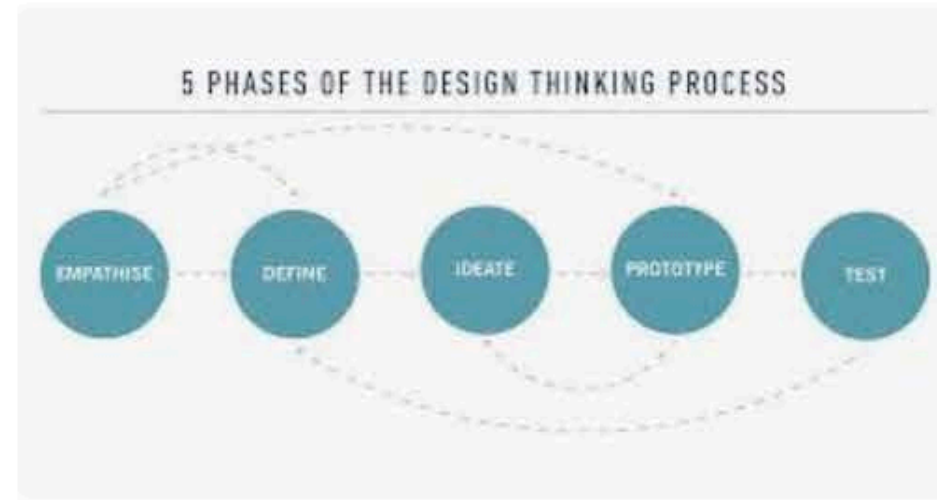 5 PHASES OF THE DESIGN THINKING PROCESS
EMPATHISE
DEFINE
IDEATE
PROTOTYPE
TEST